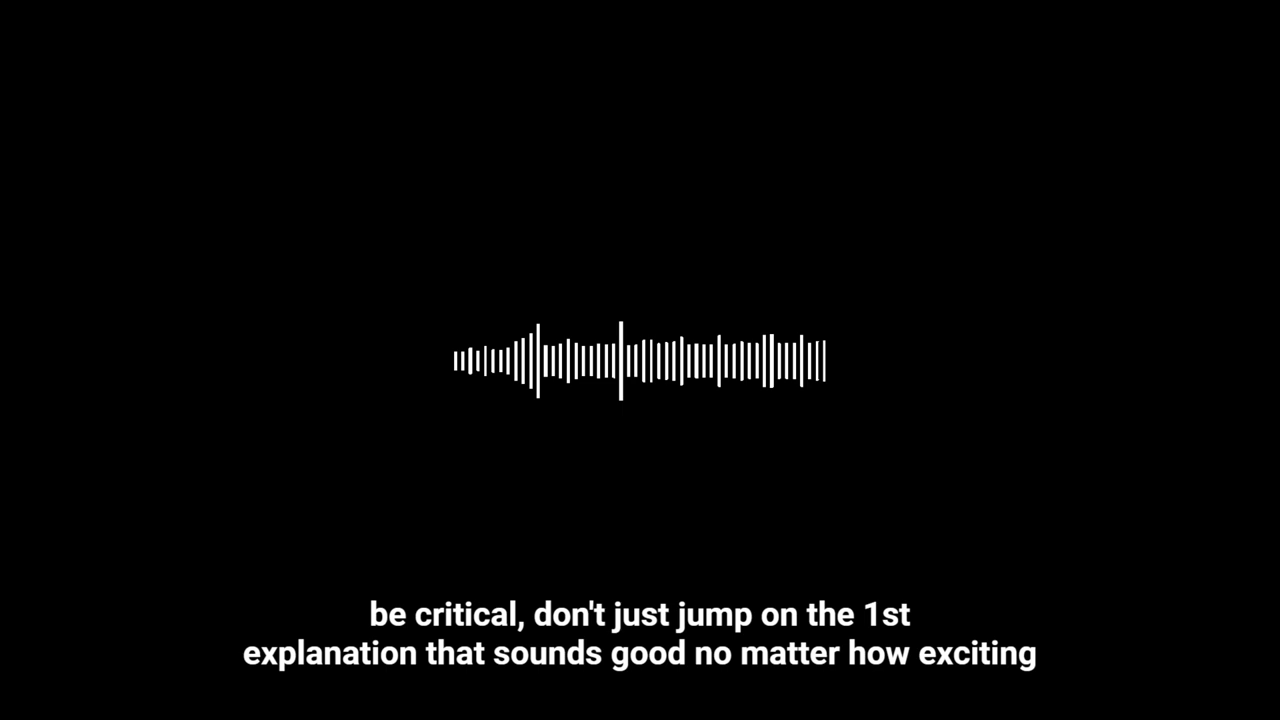 be critical, don't just jump on the 1st
explanation that sounds good no matter how exciting